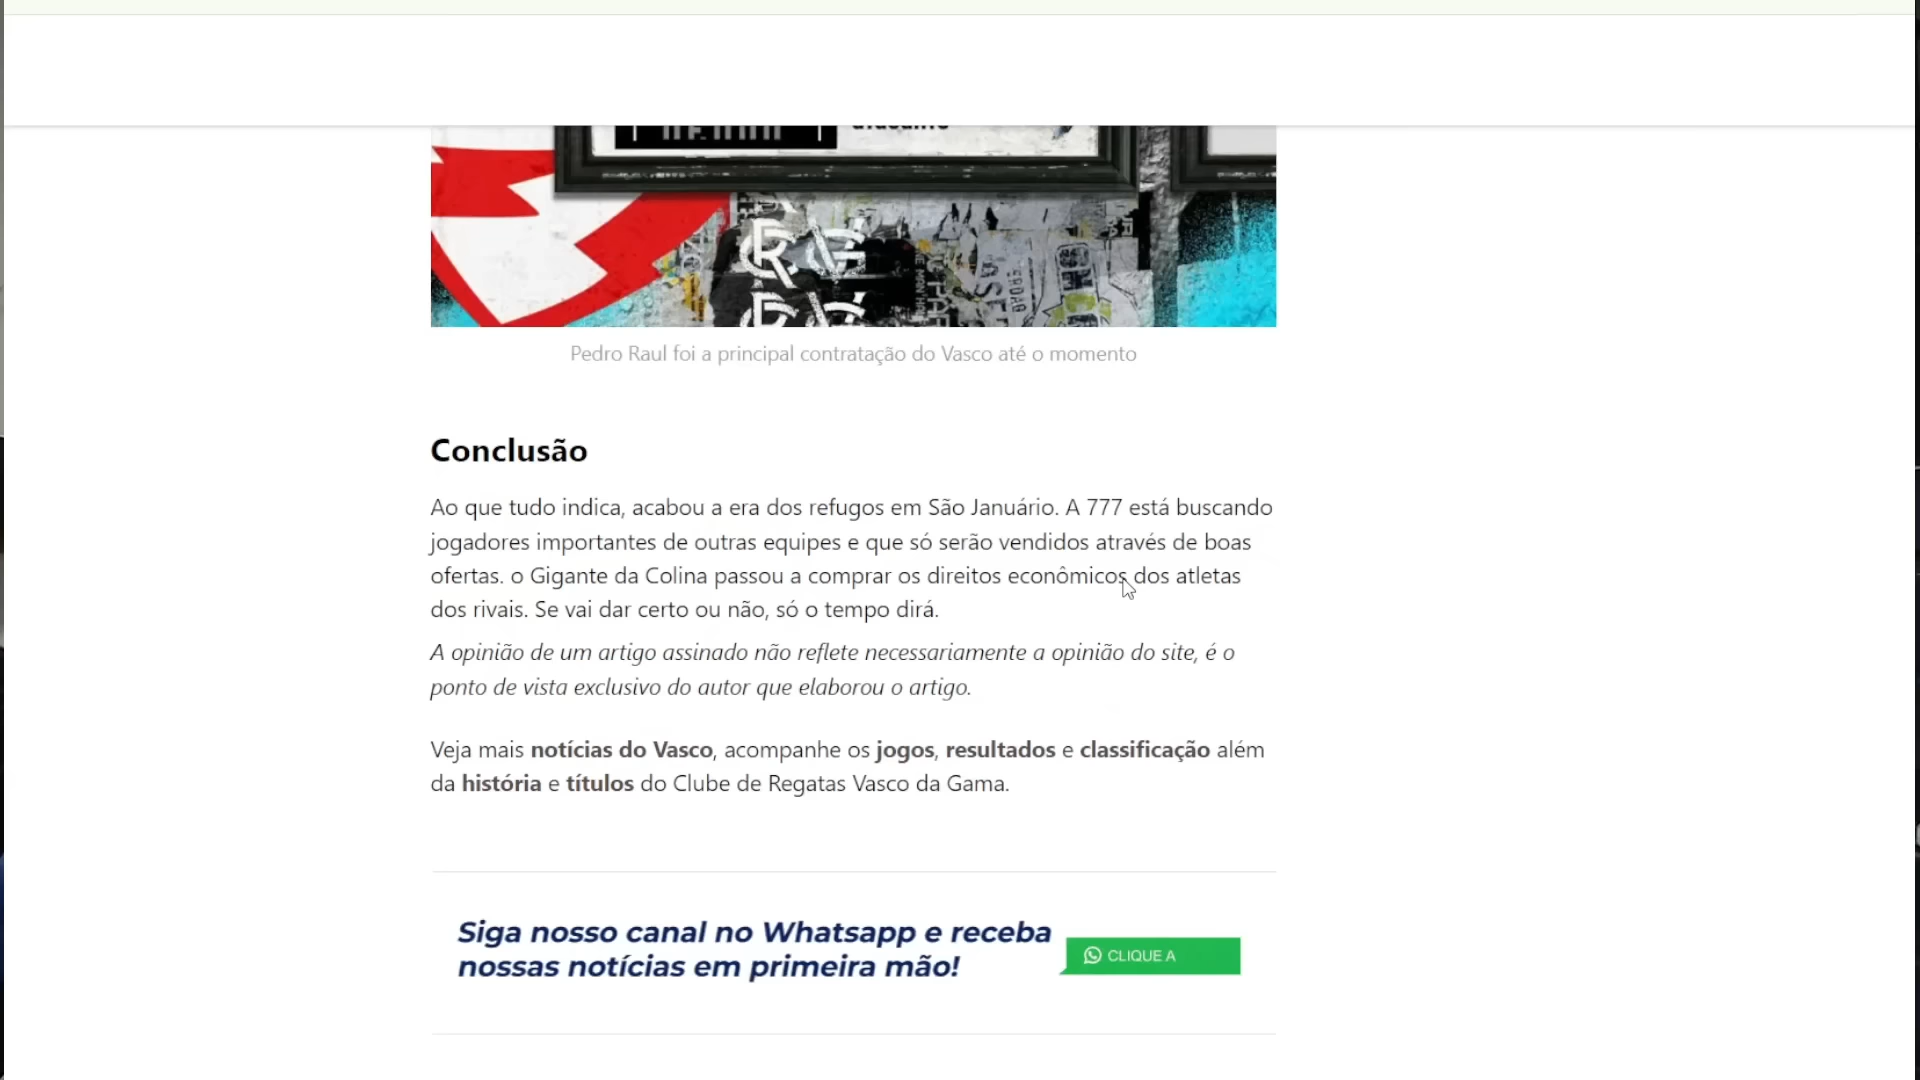 Pedro Raul foi a principal contratação do Vasco até o momento
Conclusão
Ao que tudo indica, acabou a era dos refugos em São Januário. A 777 está buscando
jogadores importantes de outras equipes e que só serão vendidos através de boas
ofertas. o Gigante da Colina passou a comprar os direitos econômicos dos atletas
dos rivais. Se vai dar certo ou não, só o tempo dirá.
A opinião de um artigo assinado não reflete necessariamente a opinião do site, é o
ponto de vista exclusivo do autor que elaborou o artigo.
Veja mais notícias do Vasco, acompanhe os jogos, resultados e classificação além
da história e títulos do Clube de Regatas Vasco da Gama.
Siga nosso canal no Whatsapp e receba
nossas notícias em primeira mão!
CLIQUE A